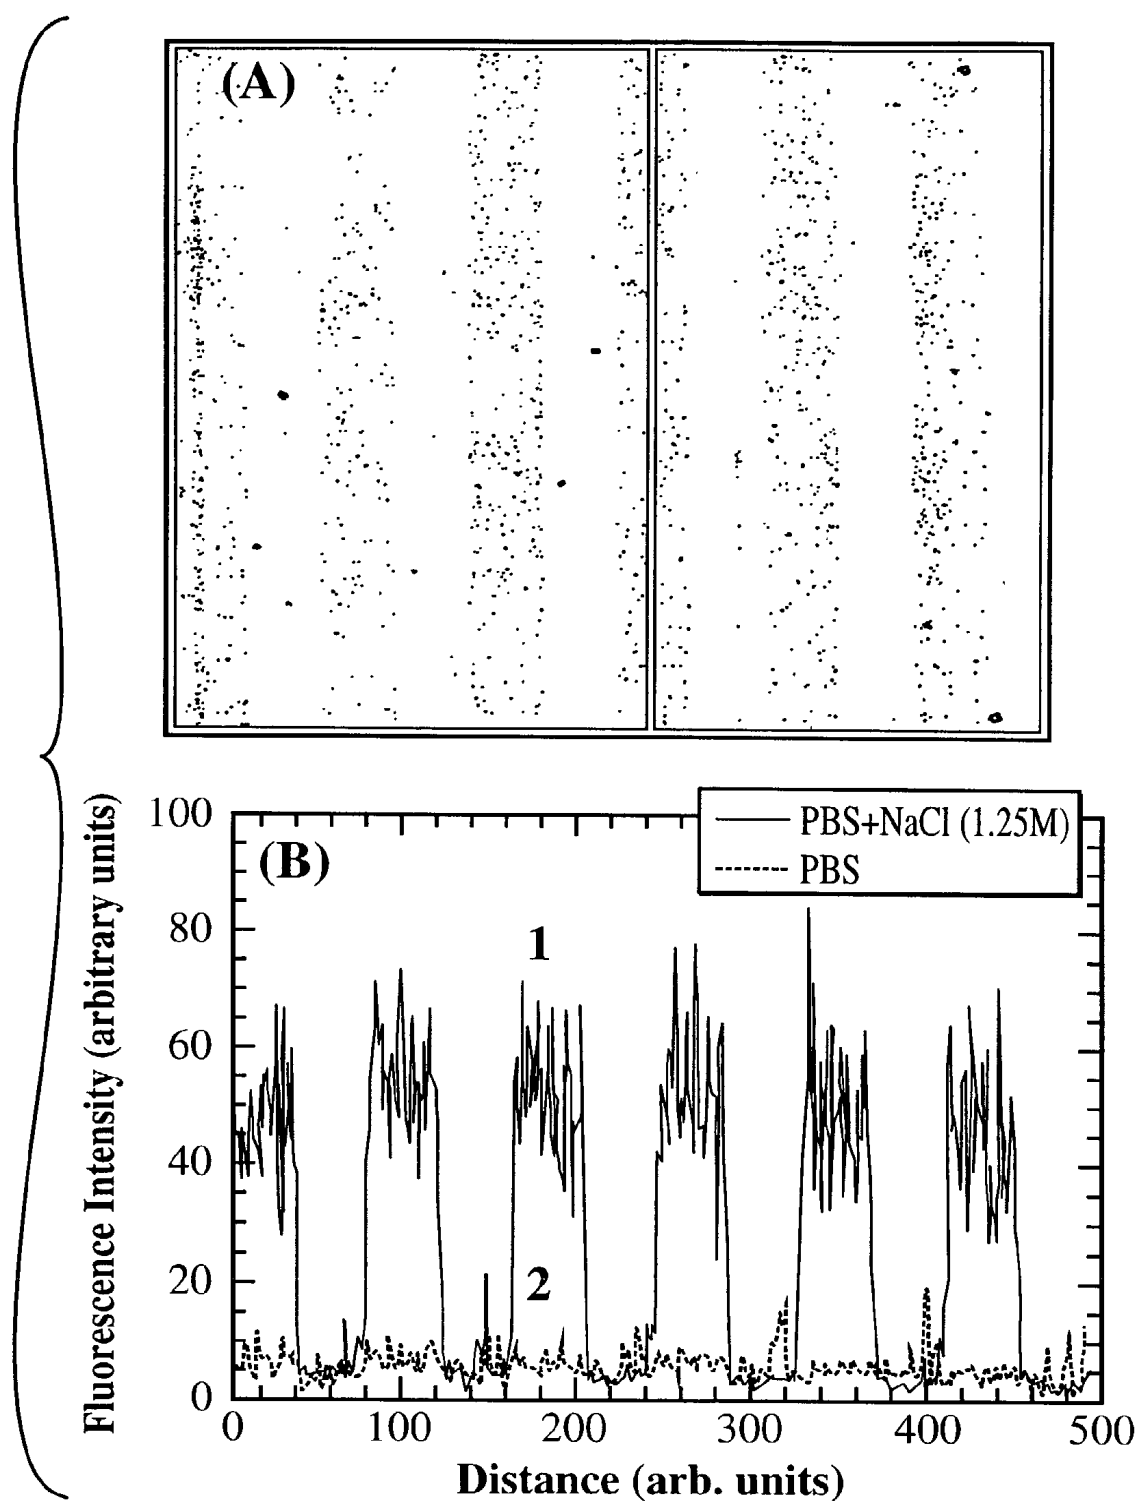 (A)
100
80
60
40
20
0
Fluorescence Intensity (arbitrary units)
(B)
PBS+NaCl (1.25M)
PBS
1
2
0 100 200 300 400 500
Distance (arb. units)